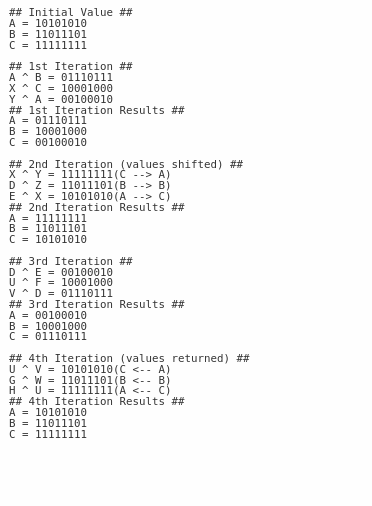 ## Initial Value ##
A = 10101010
B = 11011101
C = 11111111
## 1st Iteration ##
A ^ B = 01110111
X ^ C = 10001000
Y ^ A = 00100010
## 1st Iteration Results ##
A = 01110111
B = 10001000
C = 00100010
## 2nd Iteration (values shifted) ##
X ^ Y = 11111111(C --> A)
D ^ Z = 11011101(B --> B)
E ^ X = 10101010(A --> C)
## 2nd Iteration Results ##
A = 11111111
B = 11011101
C = 10101010
## 3rd Iteration ##
D ^ E = 00100010
U ^ F = 10001000
V ^ D = 01110111
## 3rd Iteration Results ##
A = 00100010
B = 10001000
C = 01110111
## 4th Iteration (values returned) ##
U ^ V = 10101010(C <-- A)
G ^ W = 11011101(B <-- B)
H ^ U = 11111111(A <-- C)
## 4th Iteration Results ##
A = 10101010
B = 11011101
C = 11111111